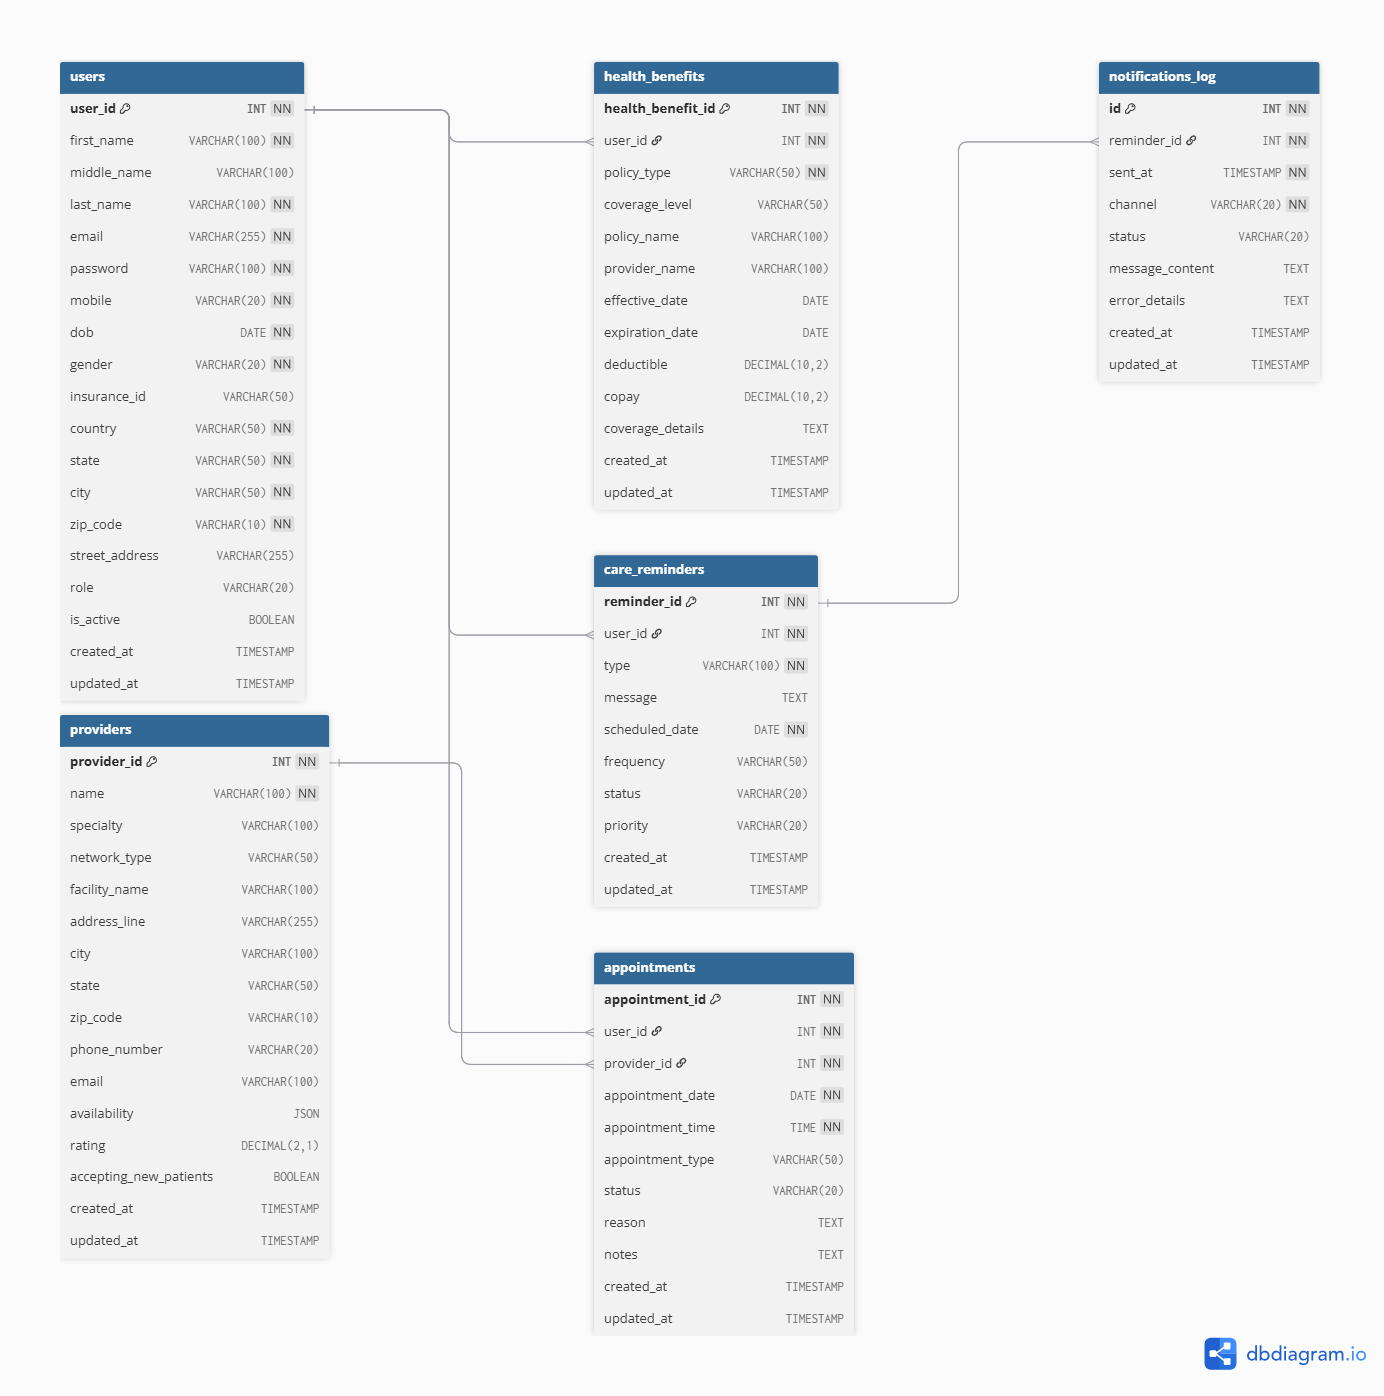 users
user_id INT NN
first_name VARCHAR(100) NN
middle_name VARCHAR(100)
last_name VARCHAR(100) NN
email VARCHAR(255) NN
password VARCHAR(100) NN
mobile VARCHAR(20) NN
dob DATE NN
gender VARCHAR(20) NN
insurance_id VARCHAR(50)
country VARCHAR(50) NN
state VARCHAR(50) NN
city VARCHAR(50) NN
zip_code VARCHAR(10) NN
street_address VARCHAR(255)
role VARCHAR(20)
is_active BOOLEAN
created_at TIMESTAMP
updated_at TIMESTAMP
providers
provider_id INT NN
name VARCHAR(100) NN
specialty VARCHAR(100)
network_type VARCHAR(50)
facility_name VARCHAR(100)
address_line VARCHAR(255)
city VARCHAR(100)
state VARCHAR(50)
zip_code VARCHAR(10)
phone_number VARCHAR(20)
email VARCHAR(100)
availability JSON
rating DECIMAL(2,1)
accepting_new_patients BOOLEAN
created_at TIMESTAMP
updated_at TIMESTAMP
health_benefits
health_benefit_id INT NN
user_id INT NN
policy_type VARCHAR(50) NN
coverage_level VARCHAR(50)
policy_name VARCHAR(100)
provider_name VARCHAR(100)
effective_date DATE
expiration_date DATE
deductible DECIMAL(10,2)
copay DECIMAL(10,2)
coverage_details TEXT
created_at TIMESTAMP
updated_at TIMESTAMP
care_reminders
reminder_id INT NN
user_id INT NN
type VARCHAR(100) NN
message TEXT
scheduled_date DATE NN
frequency VARCHAR(50)
status VARCHAR(20)
priority VARCHAR(20)
created_at TIMESTAMP
updated_at TIMESTAMP
appointments
appointment_id INT NN
user_id INT NN
provider_id INT NN
appointment_date DATE NN
appointment_time TIME NN
appointment_type VARCHAR(50)
status VARCHAR(20)
reason TEXT
notes TEXT
created_at TIMESTAMP
updated_at TIMESTAMP
notifications_log
id INT NN
reminder_id INT NN
sent_at TIMESTAMP NN
channel VARCHAR(20) NN
status VARCHAR(20)
message_content TEXT
error_details TEXT
created_at TIMESTAMP
updated_at TIMESTAMP
dbdiagram.io